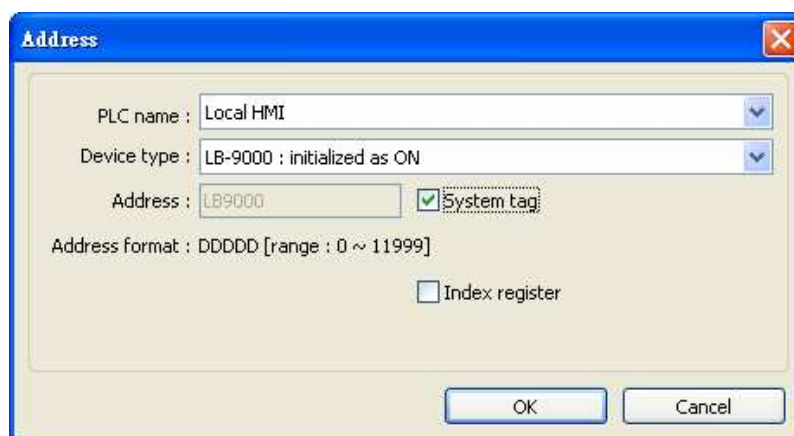 Address
PLC name : Local HMI
Device type : LB-9000 : initialized as ON
Address : LB9000 System tag
Address format : DDDDD [range : 0 ~ 11999]
Index register
OK Cancel